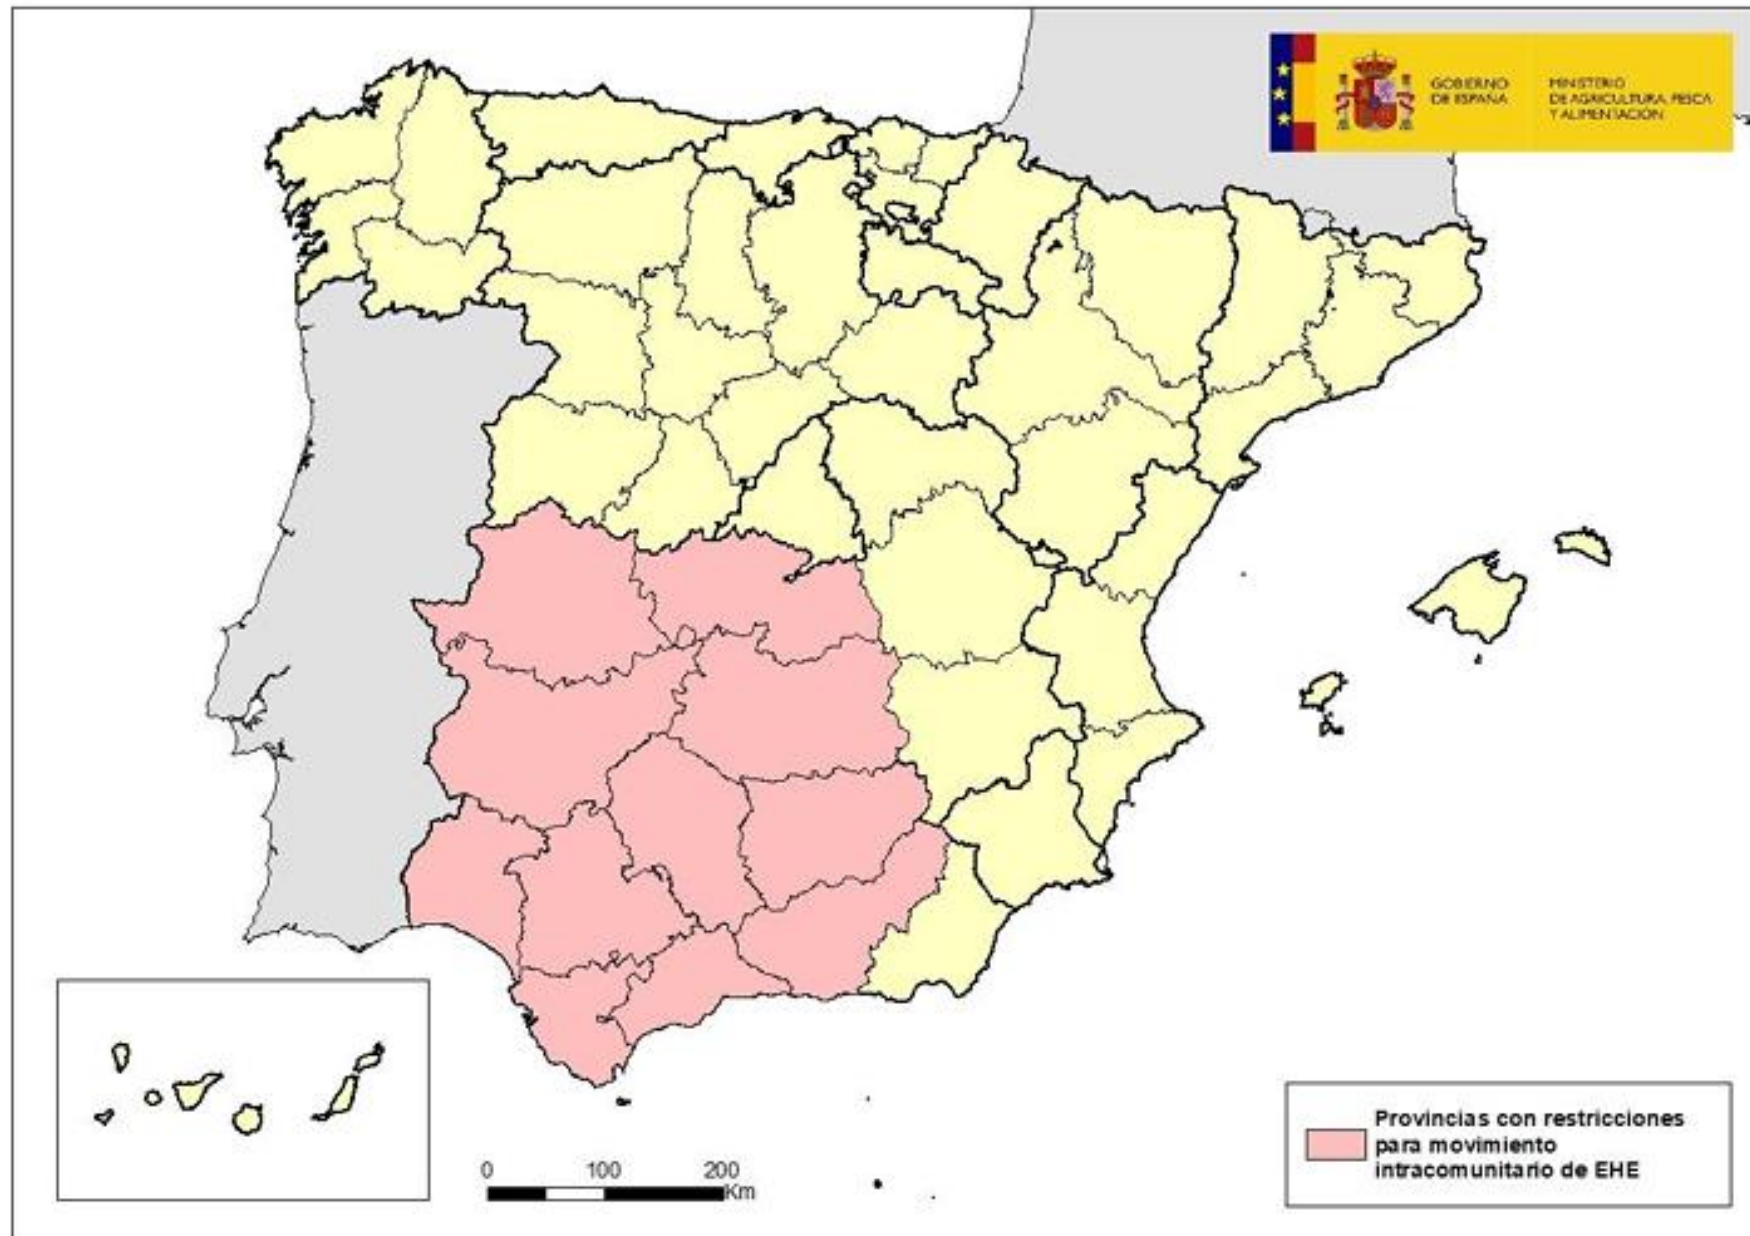 GOBIERNO
DE ESPAÑA
MINISTERIO
DE AGRICULTURA, PESCA
Y ALIMENTACIÓN
0 100 200
Km
Provincias con restricciones
para movimiento
intracomunitario de EHE